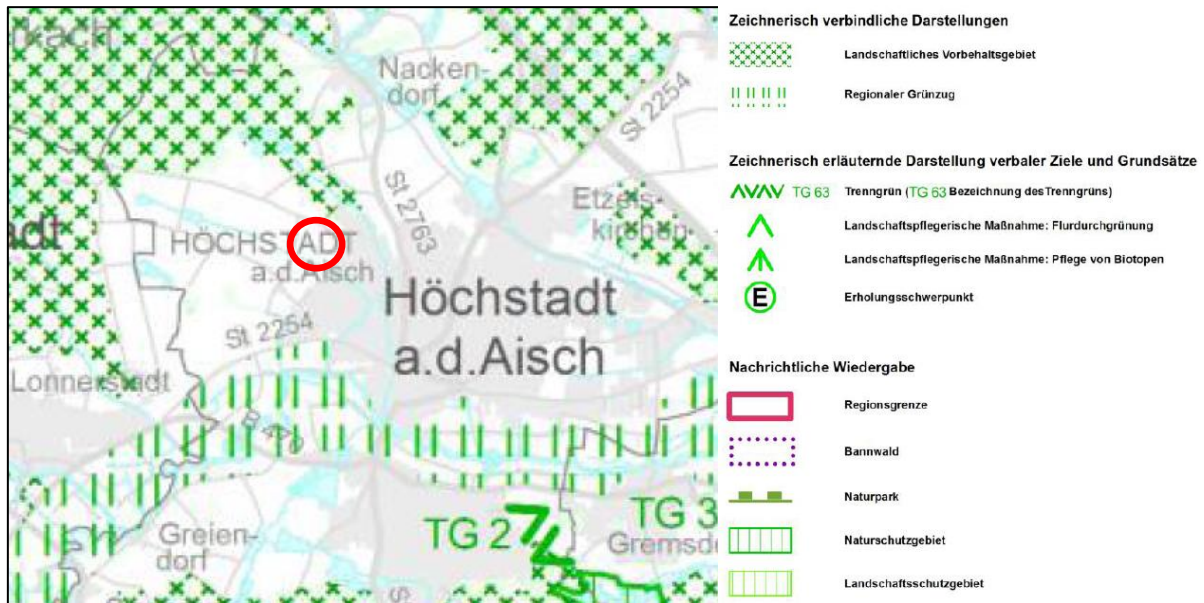 Nacken-
dorf
St 2254
St 2763
Etzels-
kirchen
HÖCHSTADT
a.d.Aisch
Höchstadt
a.d.Aisch
St 2254
Lonnerstadt
B 470
Greien-
dorf
TG 2
TG 3
Zeichnerisch verbindliche Darstellungen
Landschaftliches Vorbehaltsgebiet
Regionaler Grünzug
Zeichnerisch erläuternde Darstellung verbaler Ziele und Grundsätze
TG 63 Trenngrün (TG 63 Bezeichnung des Trenngrüns)
Landschaftspflegerische Maßnahme: Flurdurchgrünung
Landschaftspflegerische Maßnahme: Pflege von Biotopen
E Erholungsschwerpunkt
Nachrichtliche Wiedergabe
Regionsgrenze
Bannwald
Naturpark
Naturschutzgebiet
Landschaftsschutzgebiet